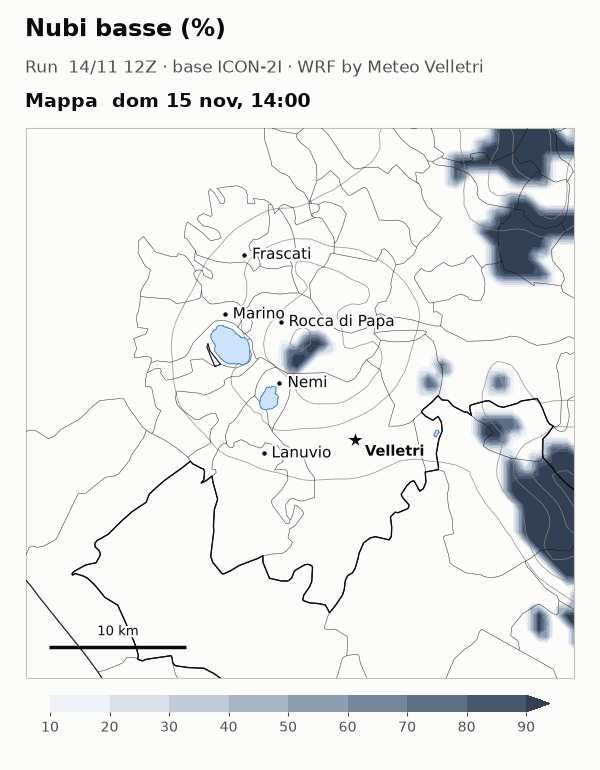 Nubi basse (%)
Run  14/11 12Z · base ICON-2I · WRF by Meteo Velletri
Mappa  dom 15 nov, 14:00
Frascati
Marino
Rocca di Papa
Nemi
Velletri
Lanuvio
10 km
10 20 30 40 50 60 70 80 90